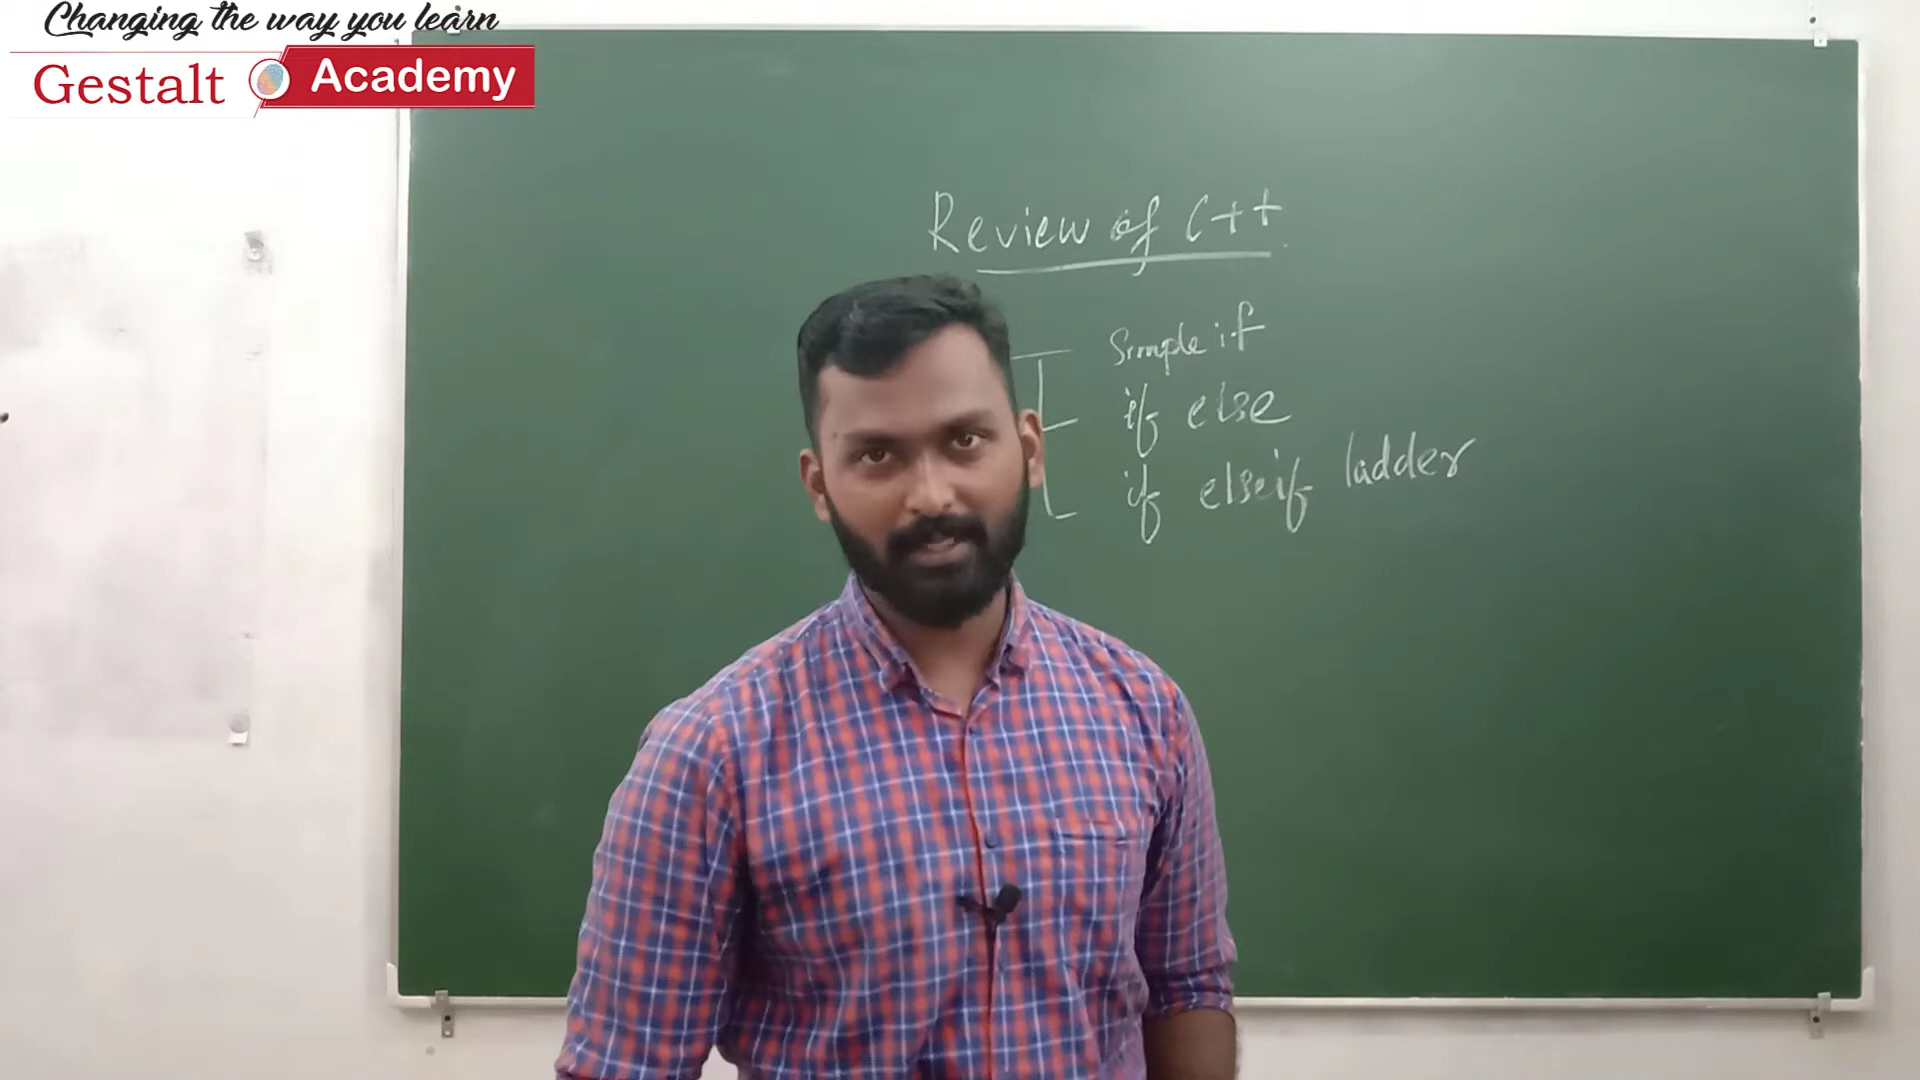 Changing the way you learn
Gestalt Academy
Review of C++
Simple if
if else
if elseif ladder